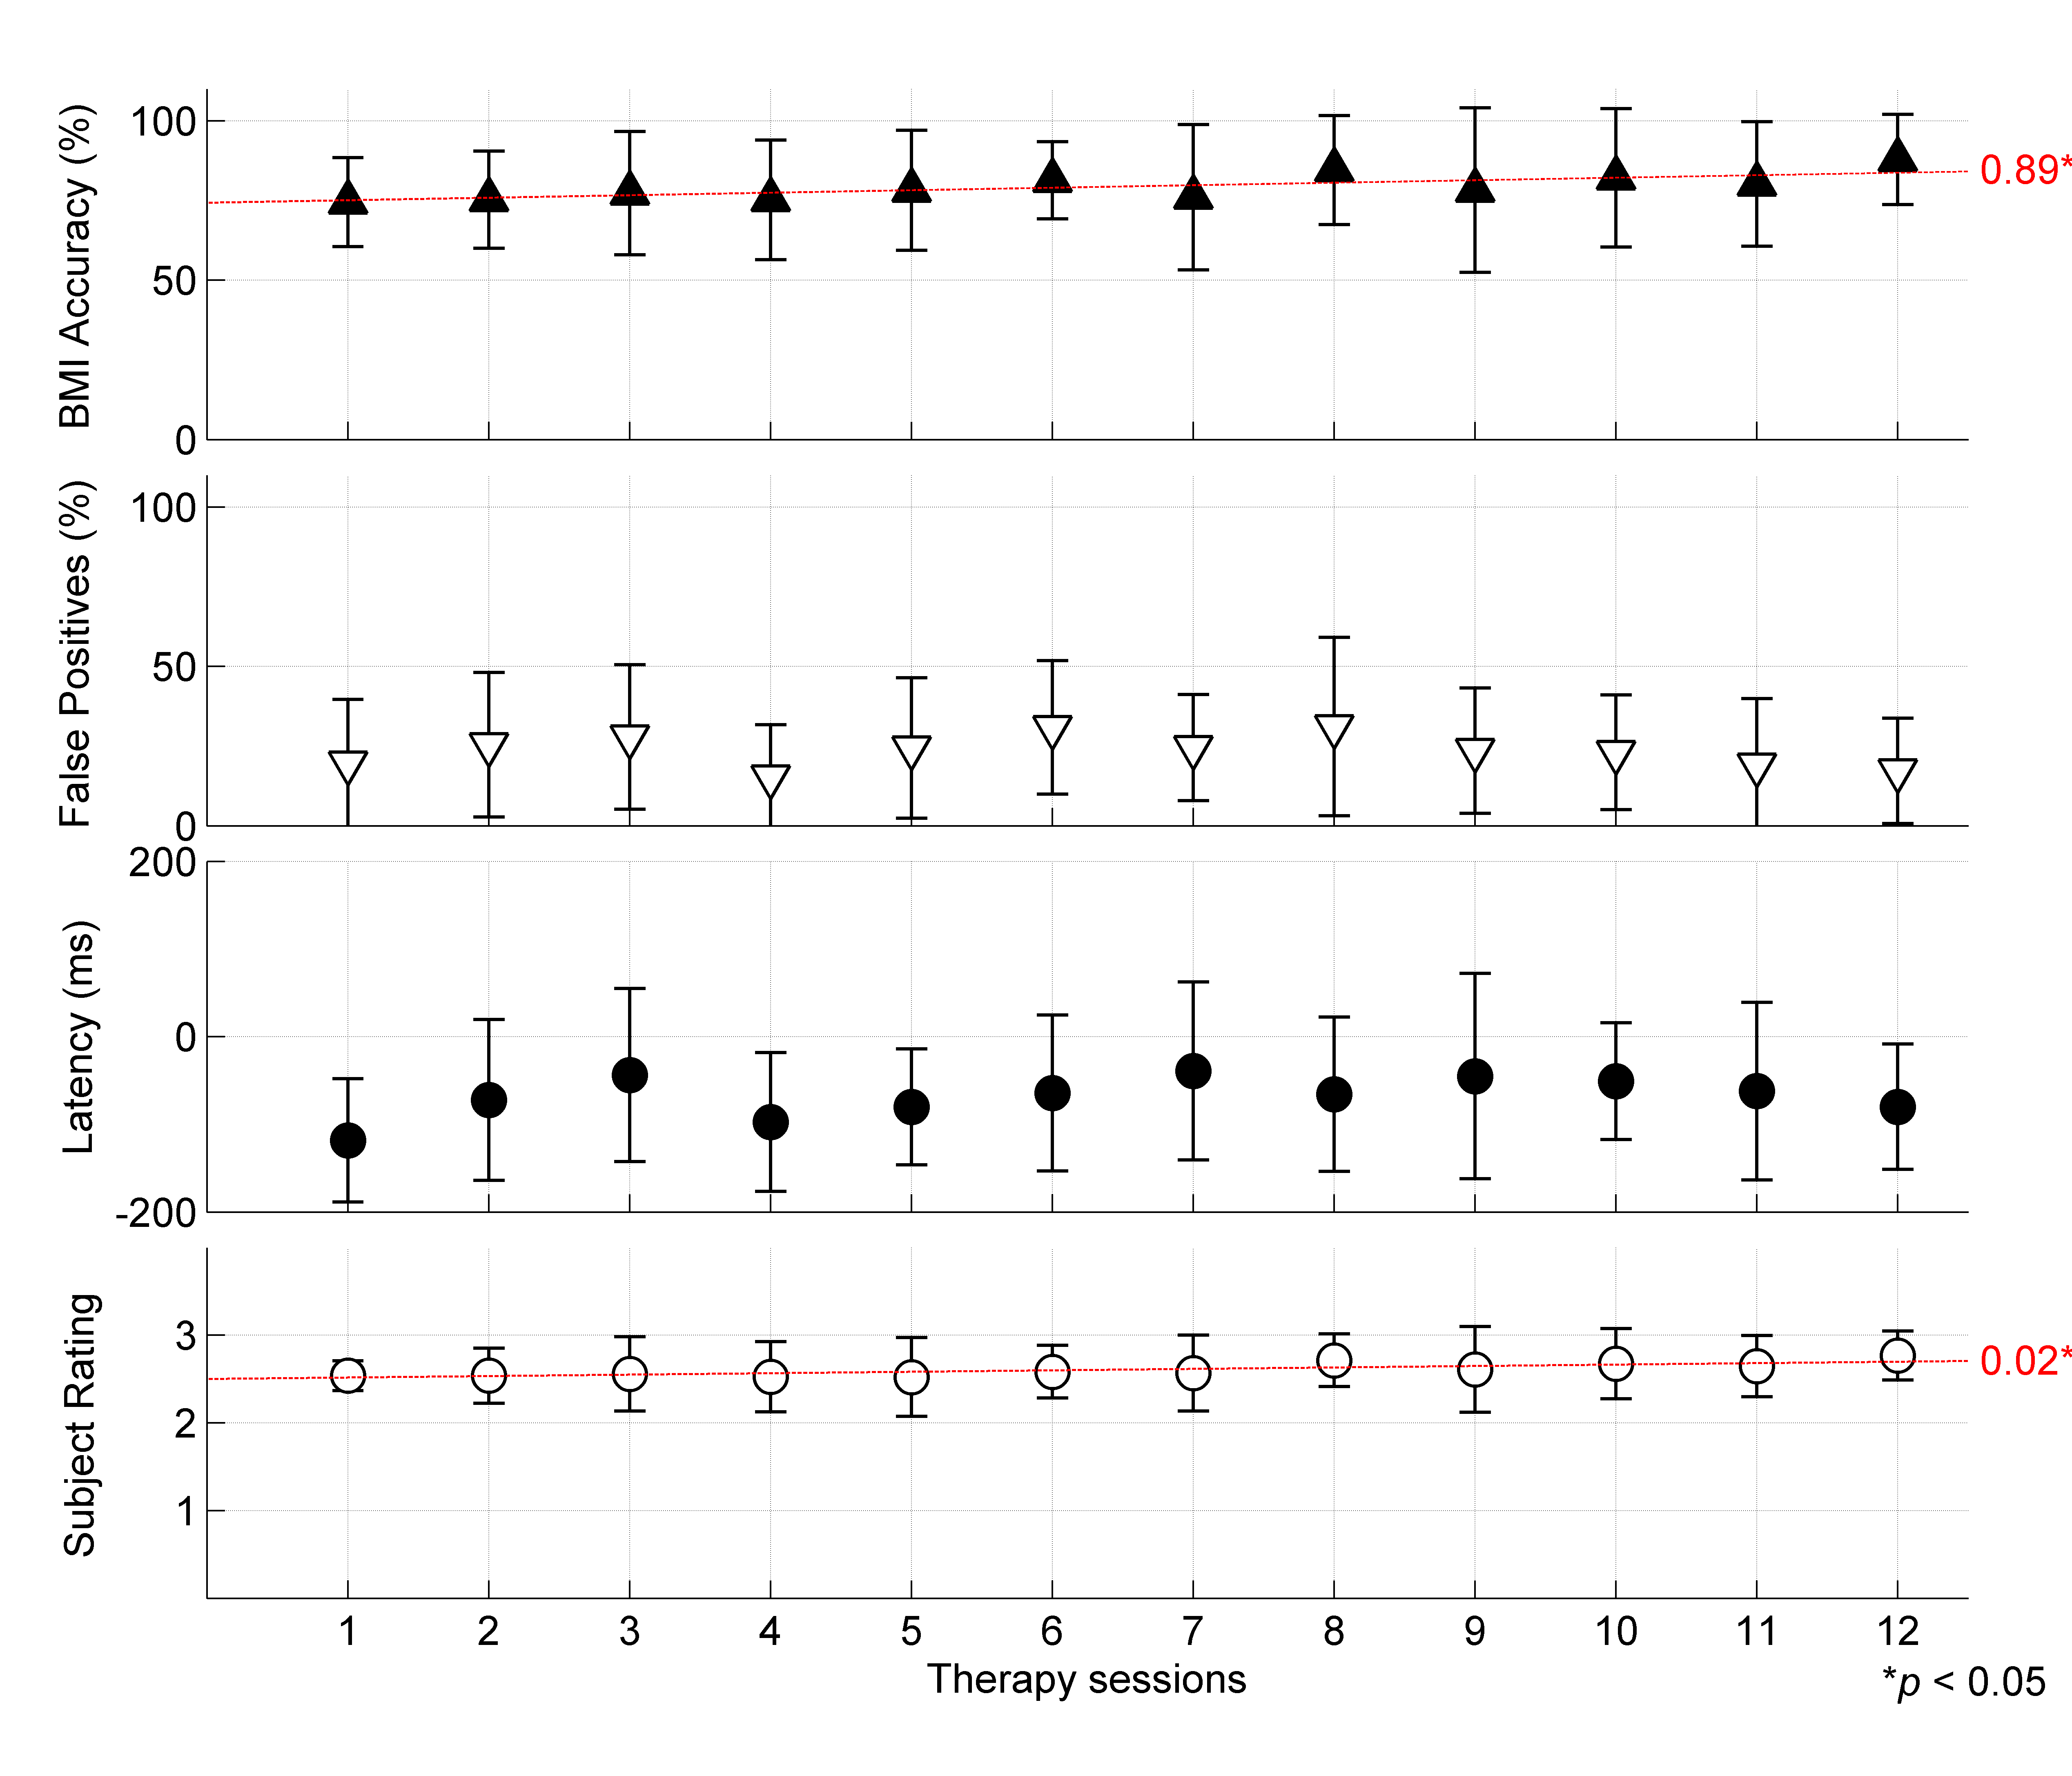 BMI Accuracy (%)
100
50
0
0.89*
False Positives (%)
100
50
0
Latency (ms)
200
0
-200
Subject Rating
3
2
1
0.02*
1 2 3 4 5 6 7 8 9 10 11 12
Therapy sessions
*p < 0.05